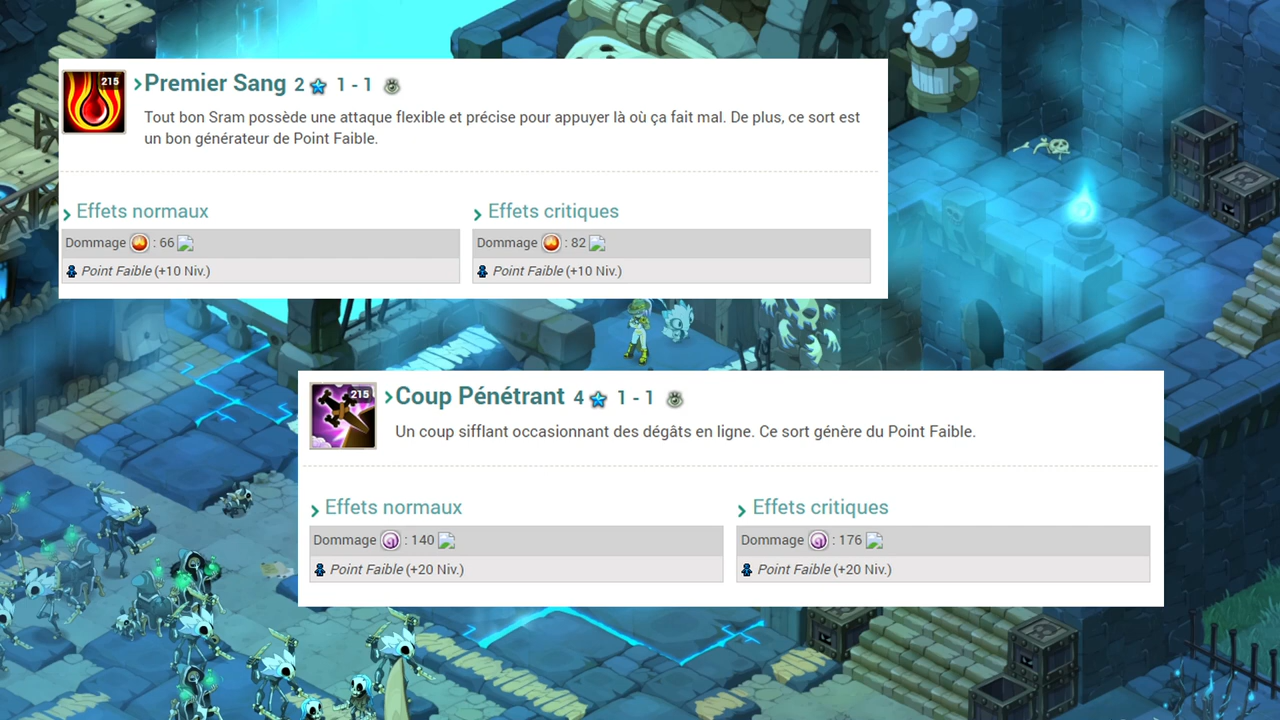 215
Premier Sang 2 1 - 1
Tout bon Sram possède une attaque flexible et précise pour appuyer là où ça fait mal. De plus, ce sort est
un bon générateur de Point Faible.
Effets normaux
Dommage : 66
Point Faible (+10 Niv.)
Effets critiques
Dommage : 82
Point Faible (+10 Niv.)
215
Coup Pénétrant 4 1 - 1
Un coup sifflant occasionnant des dégâts en ligne. Ce sort génère du Point Faible.
Effets normaux
Dommage : 140
Point Faible (+20 Niv.)
Effets critiques
Dommage : 176
Point Faible (+20 Niv.)